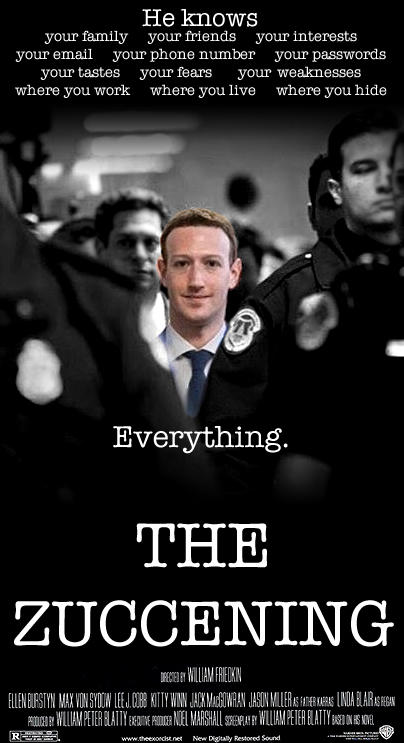 He knows
your family your friends your interests
your email your phone number your passwords
your tastes your fears your weaknesses
where you work where you live where you hide
Everything.
THE
ZUCCENING
DIRECTED BY WILLIAM FRIEDKIN
ELLEN BURSTYN MAX VON SYDOW LEE J. COBB KITTY WINN JACK MacGOWRAN JASON MILLER AS FATHER KARRAS LINDA BLAIR AS REGAN
PRODUCED BY WILLIAM PETER BLATTY EXECUTIVE PRODUCER NOEL MARSHALL SCREENPLAY BY WILLIAM PETER BLATTY BASED ON HIS NOVEL
R www.theexorcist.net New Digitally Restored Sound